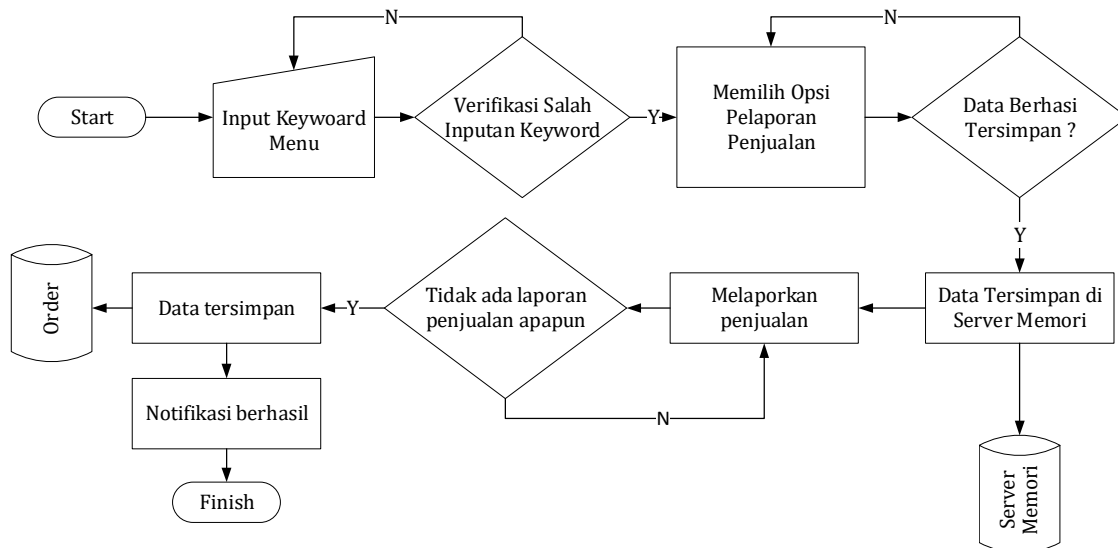 N
N
Start
Input Keywoard
Menu
Verifikasi Salah
Inputan Keyword
Y
Memilih Opsi
Pelaporan
Penjualan
Data Berhasi
Tersimpan ?
Y
Order
Data tersimpan
Y
Tidak ada laporan
penjualan apapun
Melaporkan
penjualan
Data Tersimpan di
Server Memori
N
Notifikasi berhasil
Finish
Server
Memori